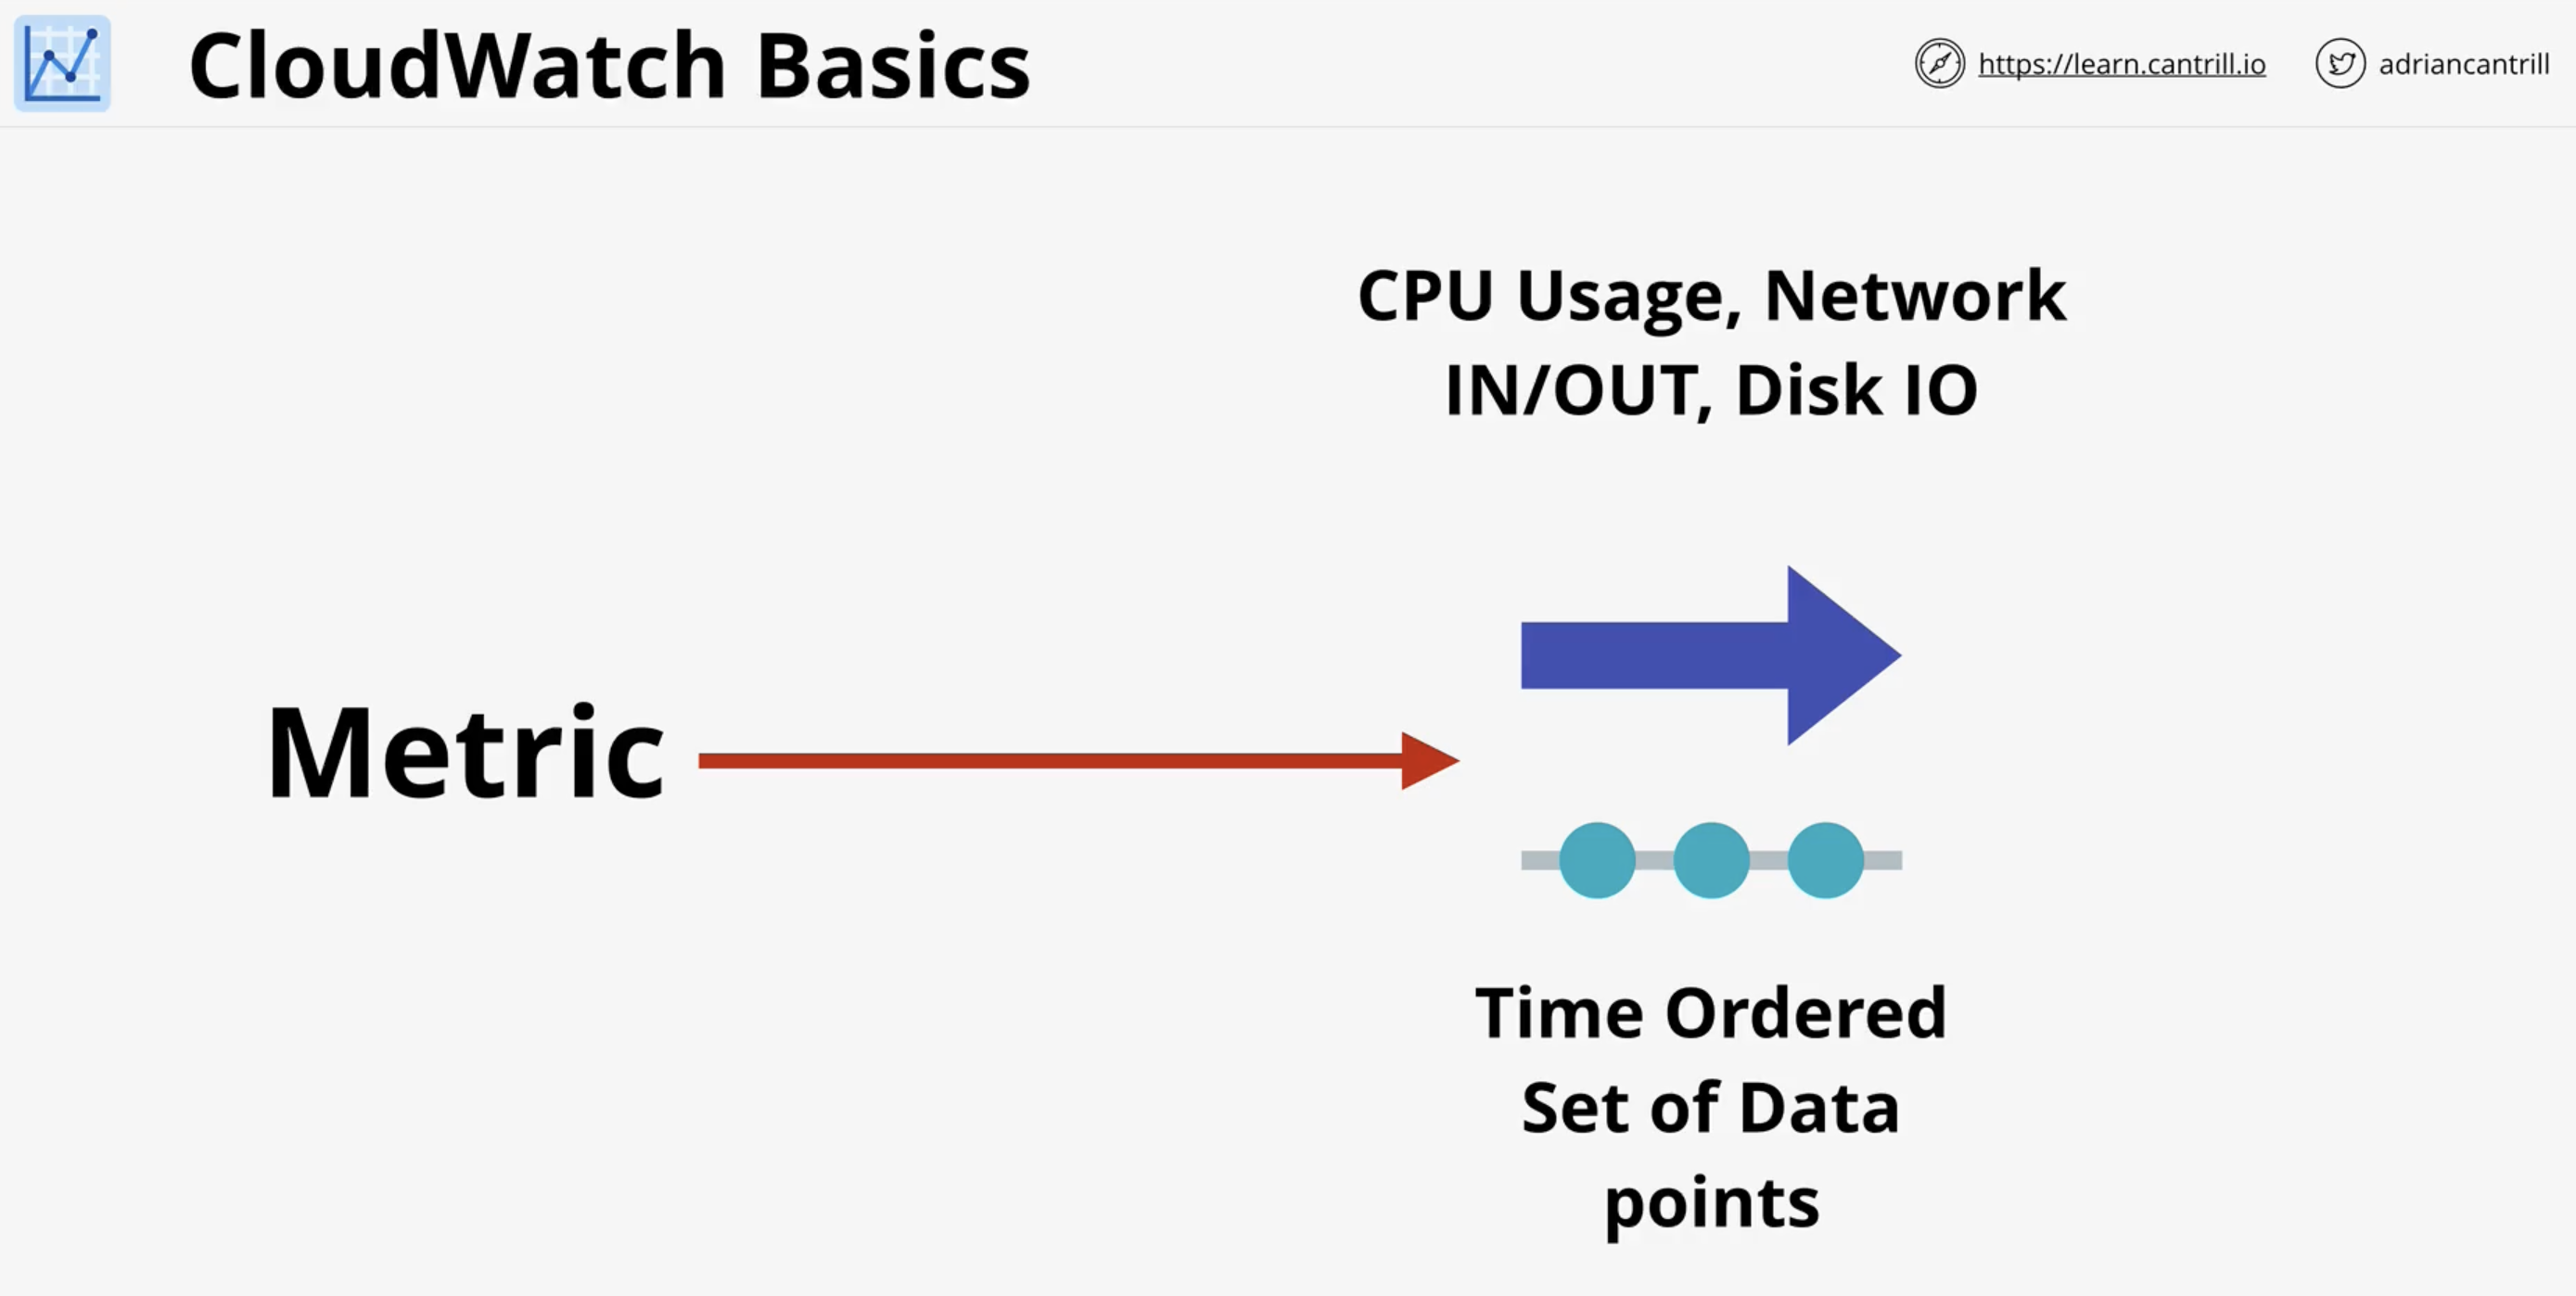 CloudWatch Basics
https://learn.cantrill.io
adriancantrill
CPU Usage, Network
IN/OUT, Disk IO
Metric
Time Ordered
Set of Data
points